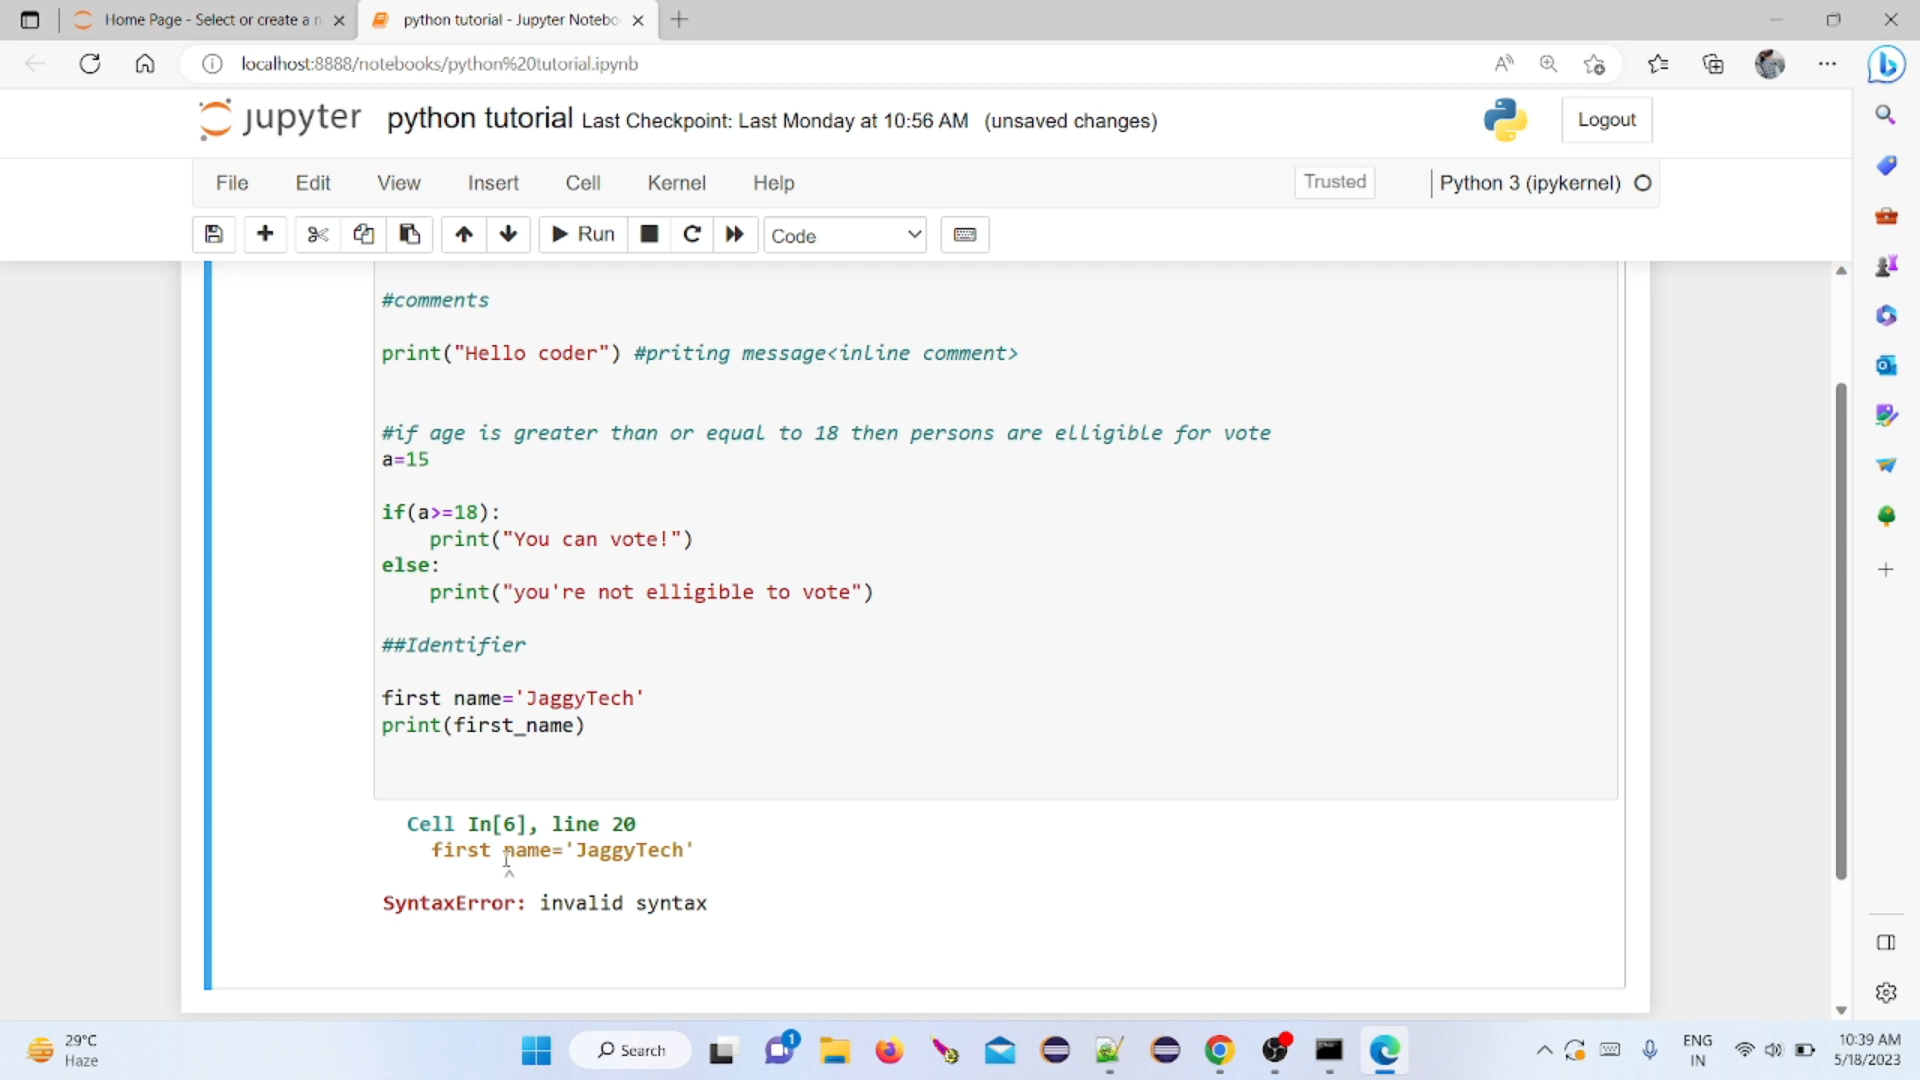 Home Page - Select or create a n
python tutorial - Jupyter Notebo
localhost:8888/notebooks/python%20tutorial.ipynb
jupyter python tutorial Last Checkpoint: Last Monday at 10:56 AM (unsaved changes)
Logout
File Edit View Insert Cell Kernel Help
Trusted
Python 3 (ipykernel)
Run
Code
#comments
print("Hello coder") #priting message<inline comment>
#if age is greater than or equal to 18 then persons are elligible for vote
a=15
if(a>=18):
    print("You can vote!")
else:
    print("you're not elligible to vote")
##Identifier
first name='JaggyTech'
print(first_name)
Cell In[6], line 20
    first name='JaggyTech'
          ^
SyntaxError: invalid syntax
29°C
Haze
Search
1
ENG
IN
10:39 AM
5/18/2023